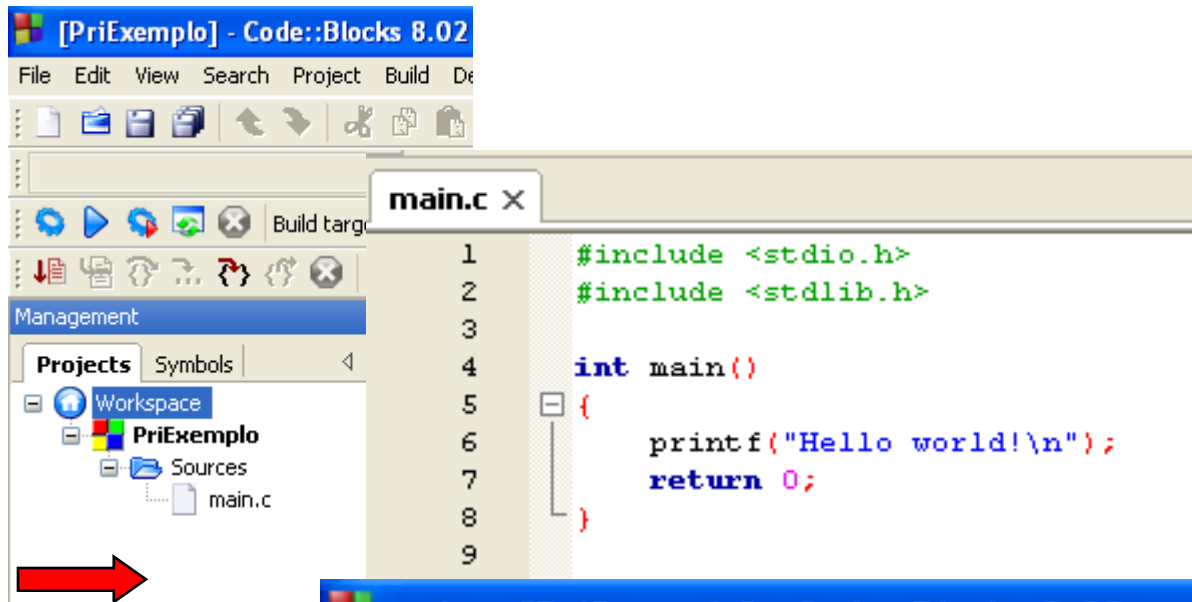 [PriExemplo] - Code::Blocks 8.02
File Edit View Search Project Build De
Build targ
Management
Projects Symbols
Workspace
PriExemplo
Sources
main.c
main.c
1 #include <stdio.h>
2 #include <stdlib.h>
3
4 int main()
5 {
6 printf("Hello world!\n");
7 return 0;
8 }
9